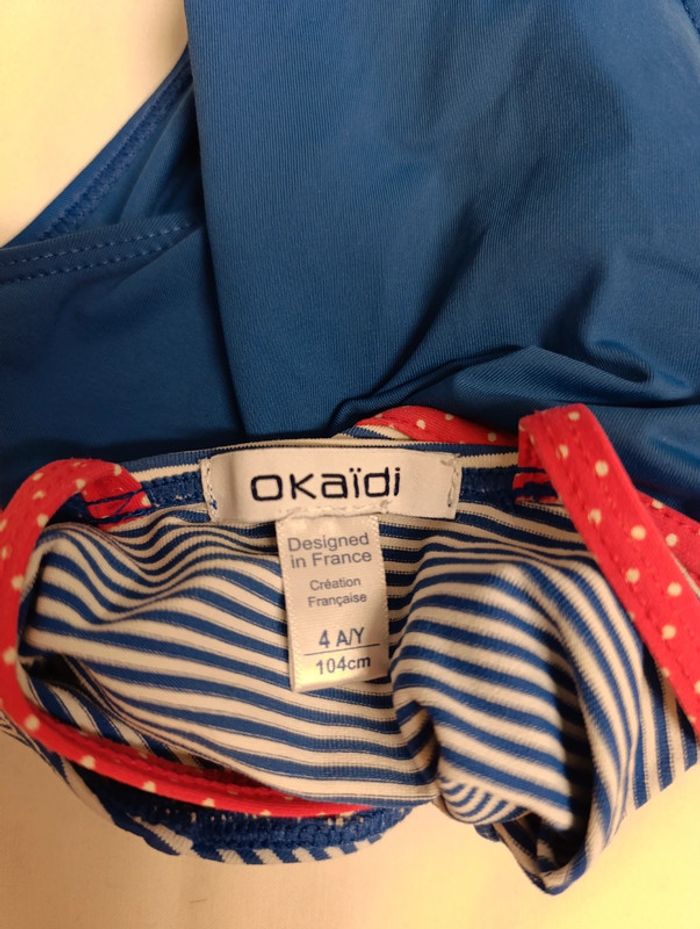 oKaïdi
Designed
in France
Création
Française
4 A/Y
104cm